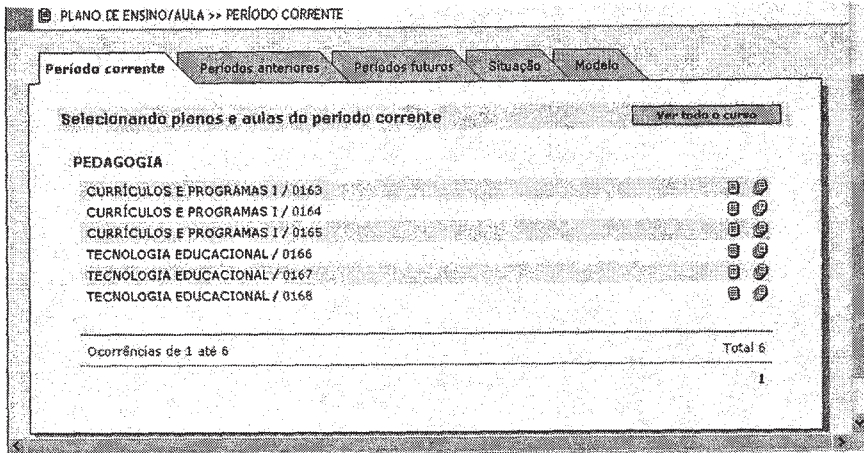 PLANO DE ENSINO/AULA >> PERÍODO CORRENTE
Período corrente Períodos anteriores Períodos futuros Situação Modelo
Selecionando planos e aulas do período corrente Ver todo o curso
PEDAGOGIA
CURRÍCULOS E PROGRAMAS I / 0163
CURRÍCULOS E PROGRAMAS I / 0164
CURRÍCULOS E PROGRAMAS I / 0165
TECNOLOGIA EDUCACIONAL / 0166
TECNOLOGIA EDUCACIONAL / 0167
TECNOLOGIA EDUCACIONAL / 0168
Ocorrências de 1 até 6 Total 6
1